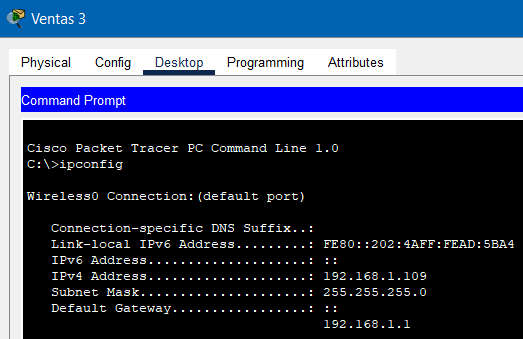 Ventas 3
Physical Config Desktop Programming Attributes
Command Prompt
Cisco Packet Tracer PC Command Line 1.0
C:\>ipconfig
Wireless0 Connection:(default port)
Connection-specific DNS Suffix..:
Link-local IPv6 Address.........: FE80::202:4AFF:FEAD:5BA4
IPv6 Address....................: ::
IPv4 Address....................: 192.168.1.109
Subnet Mask.....................: 255.255.255.0
Default Gateway.................: ::
192.168.1.1